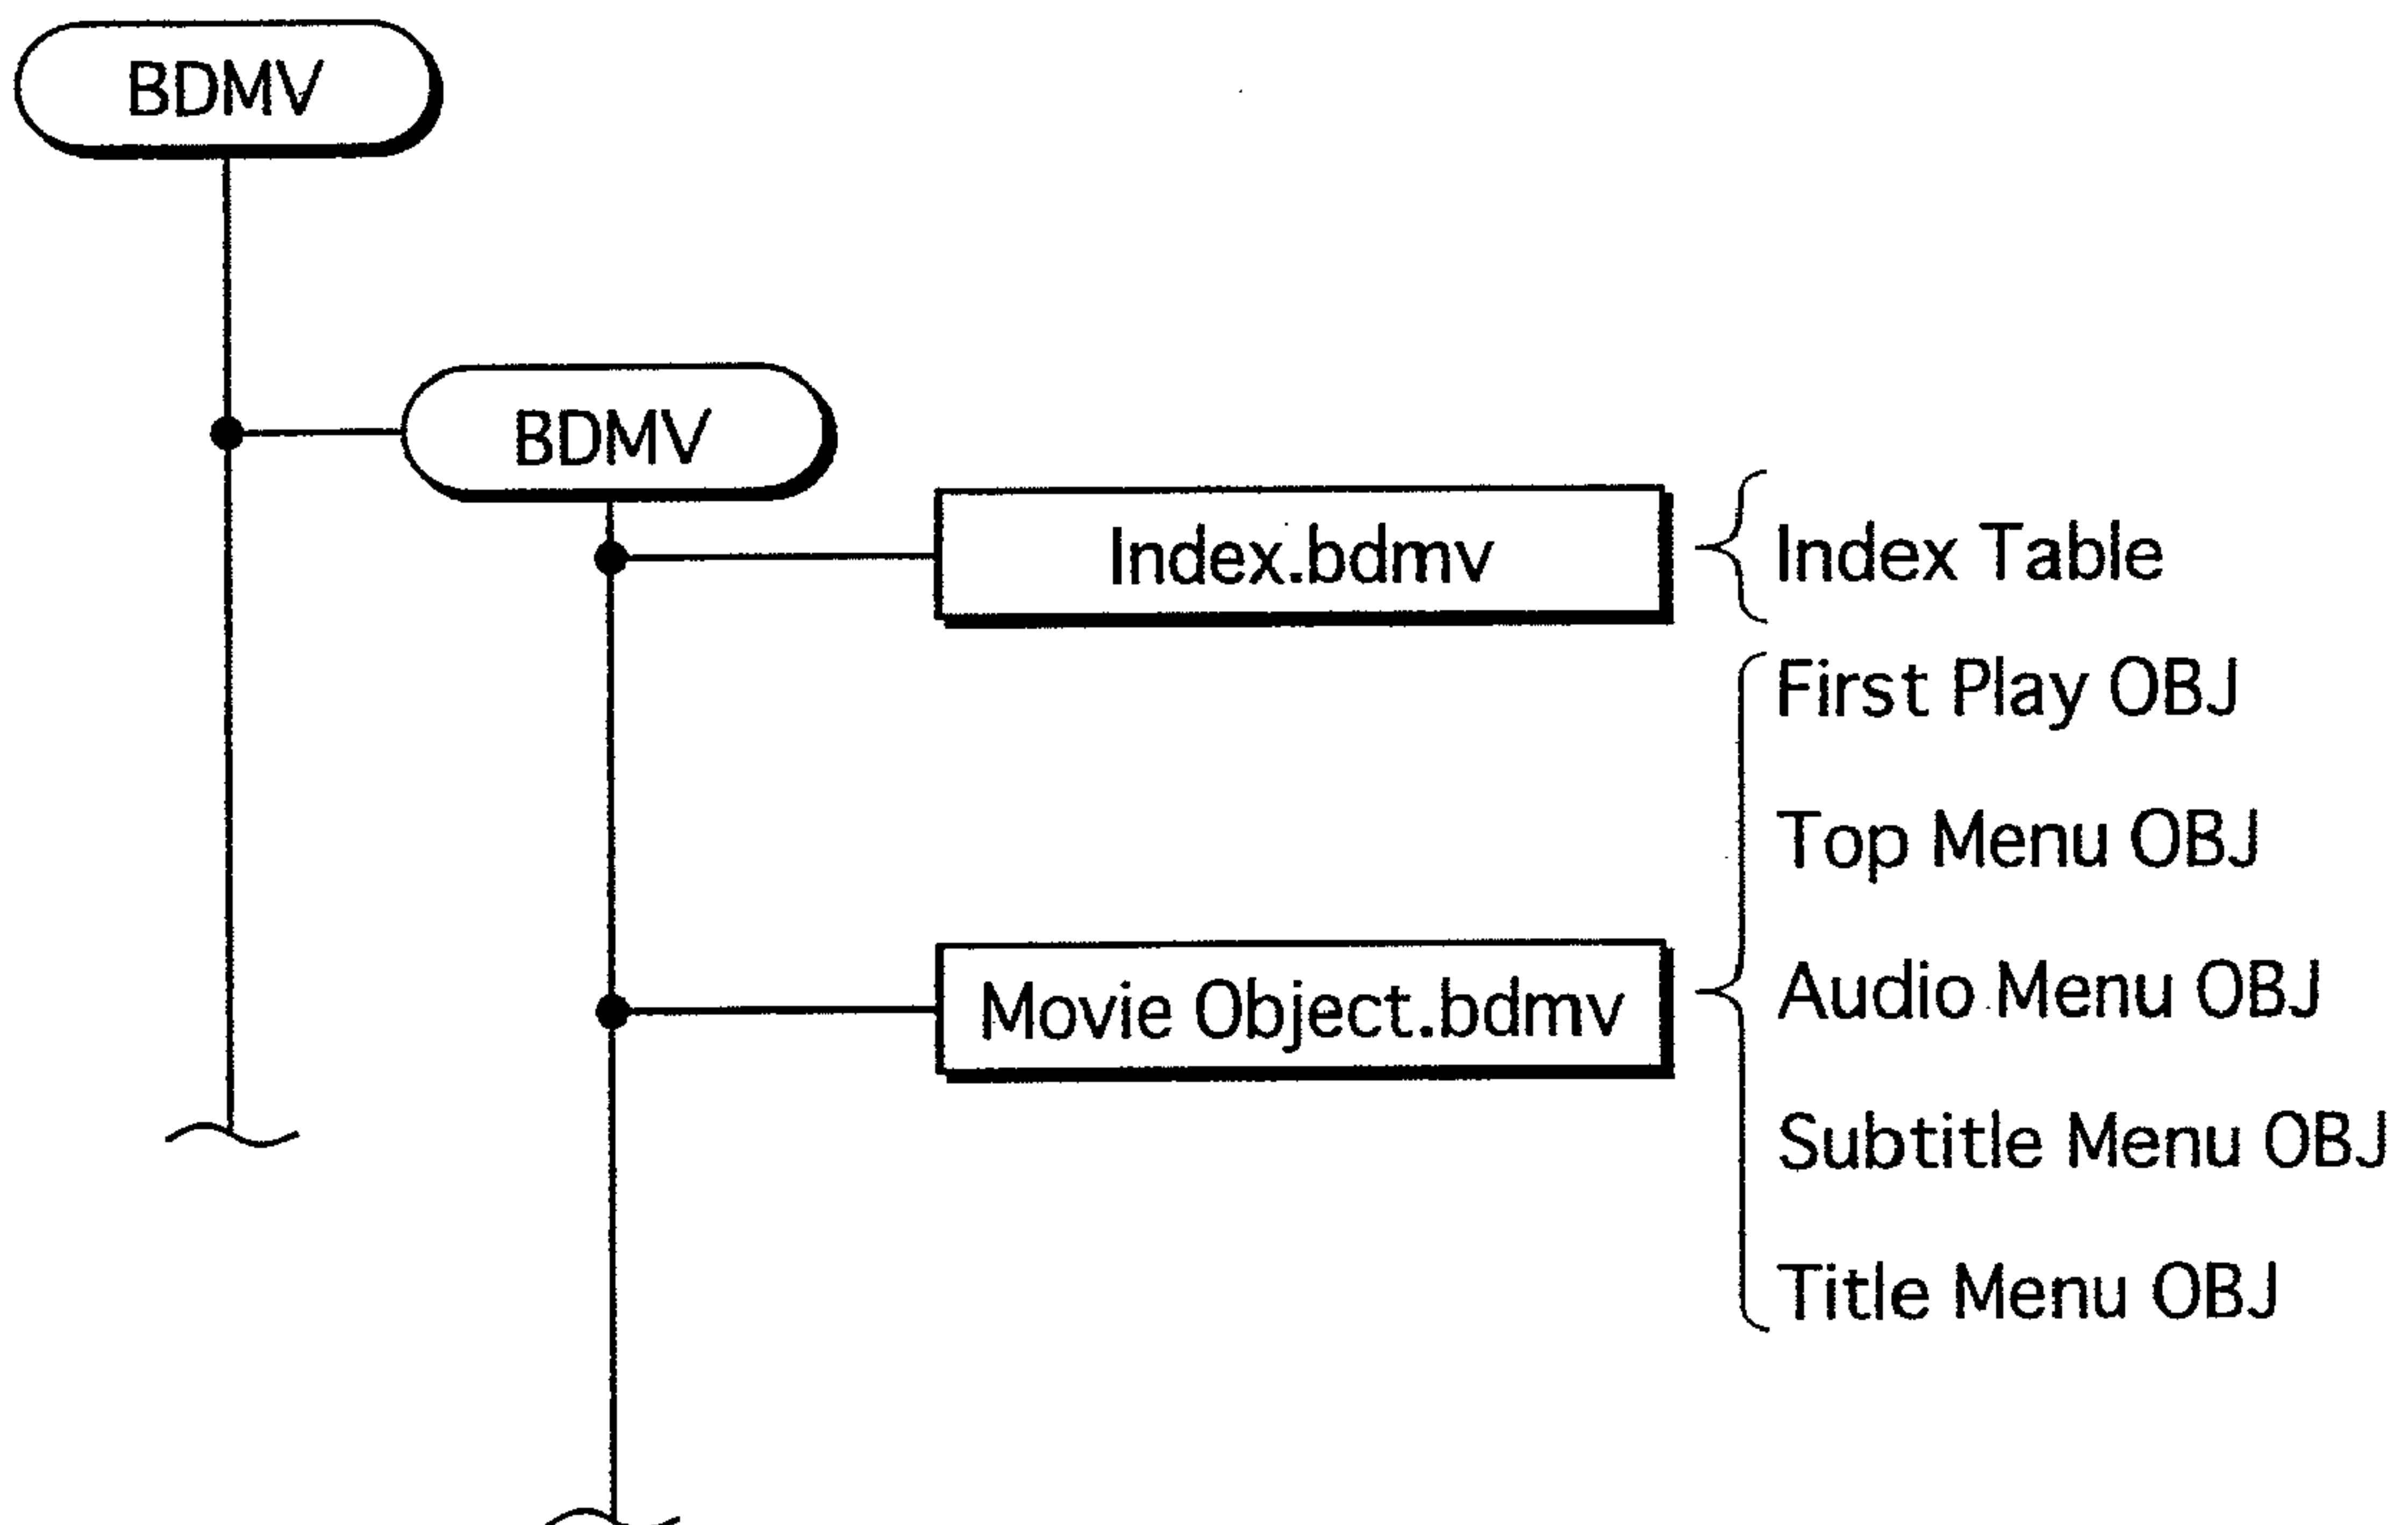 BDMV
BDMV
Index.bdmv
Index Table
First Play OBJ
Top Menu OBJ
Movie Object.bdmv
Audio Menu OBJ
Subtitle Menu OBJ
Title Menu OBJ